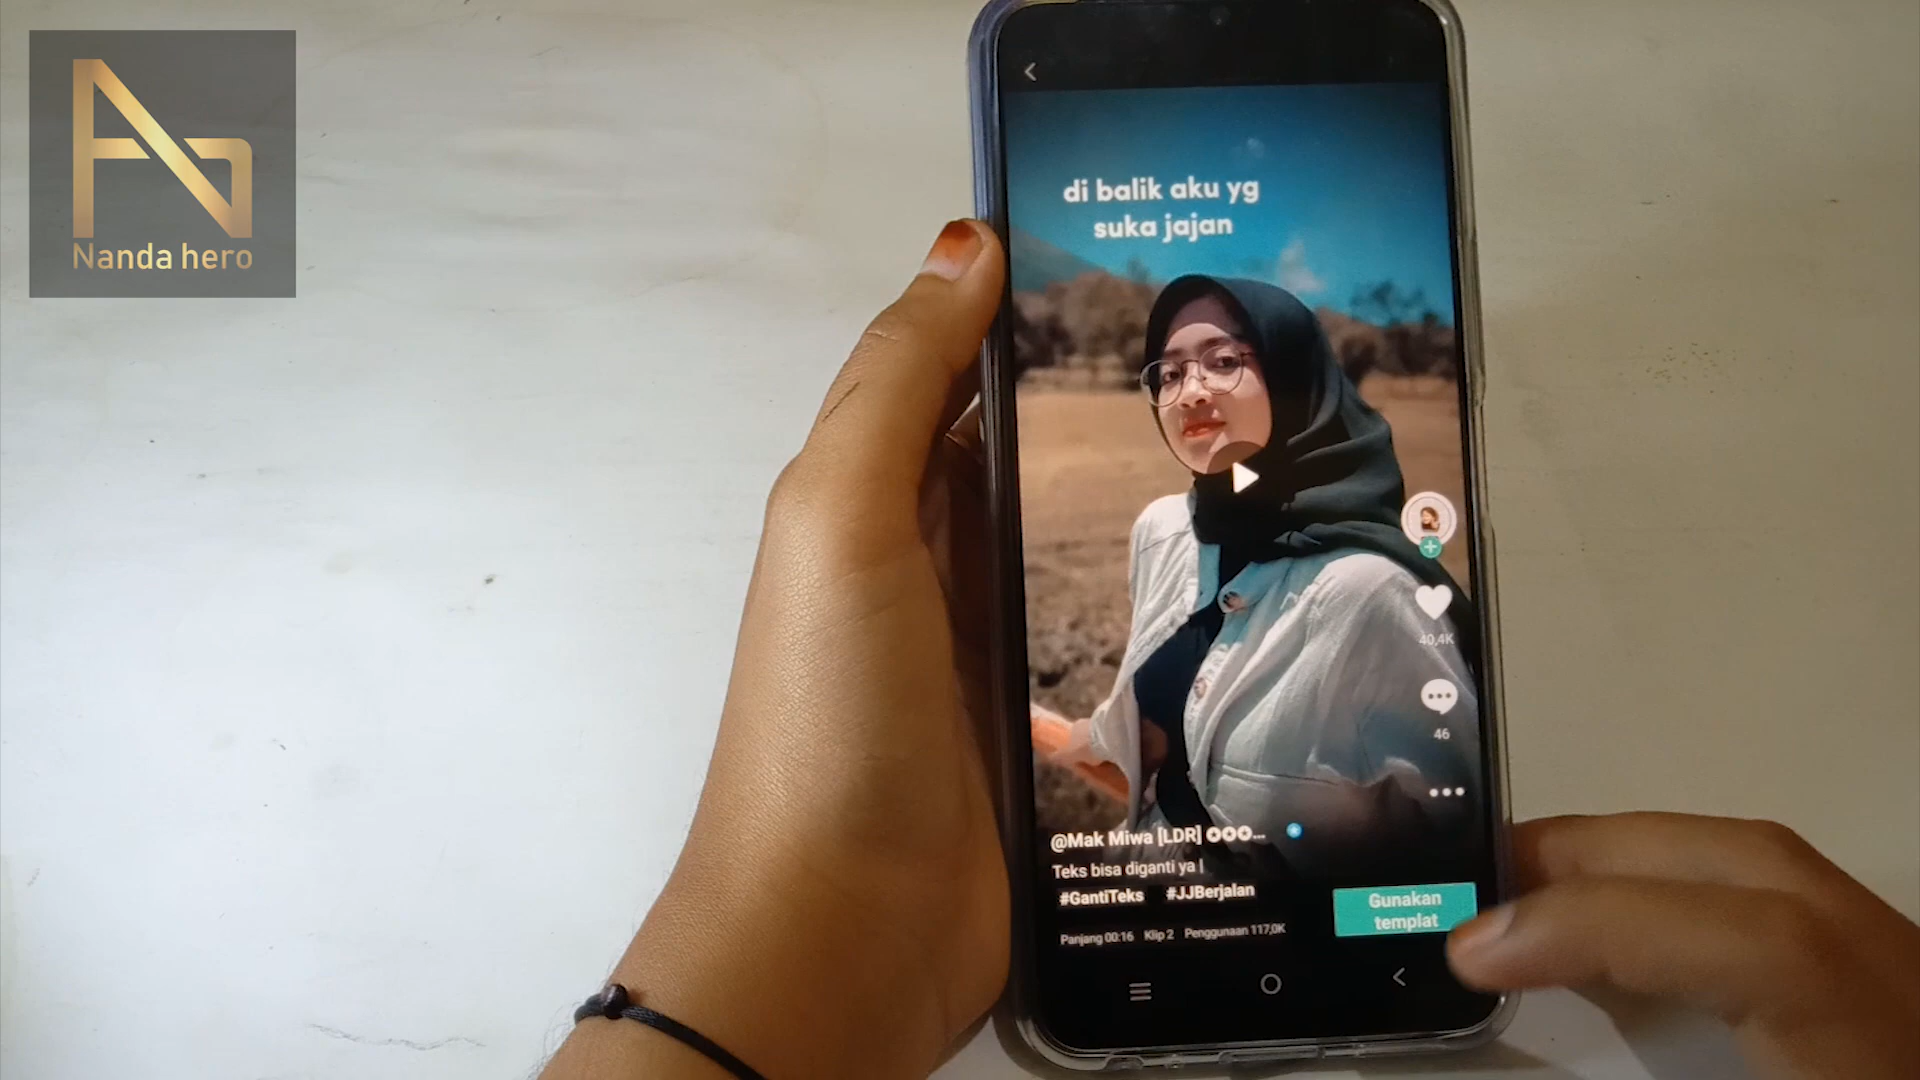 Nanda hero
di balik aku yg
suka jajan
40,4K
46
@Mak Miwa [LDR] ✪✪✪...
Teks bisa diganti ya |
#GantiTeks #JJBerjalan
Panjang 00:16 Klip 2 Penggunaan 117,0K
Gunakan
templat